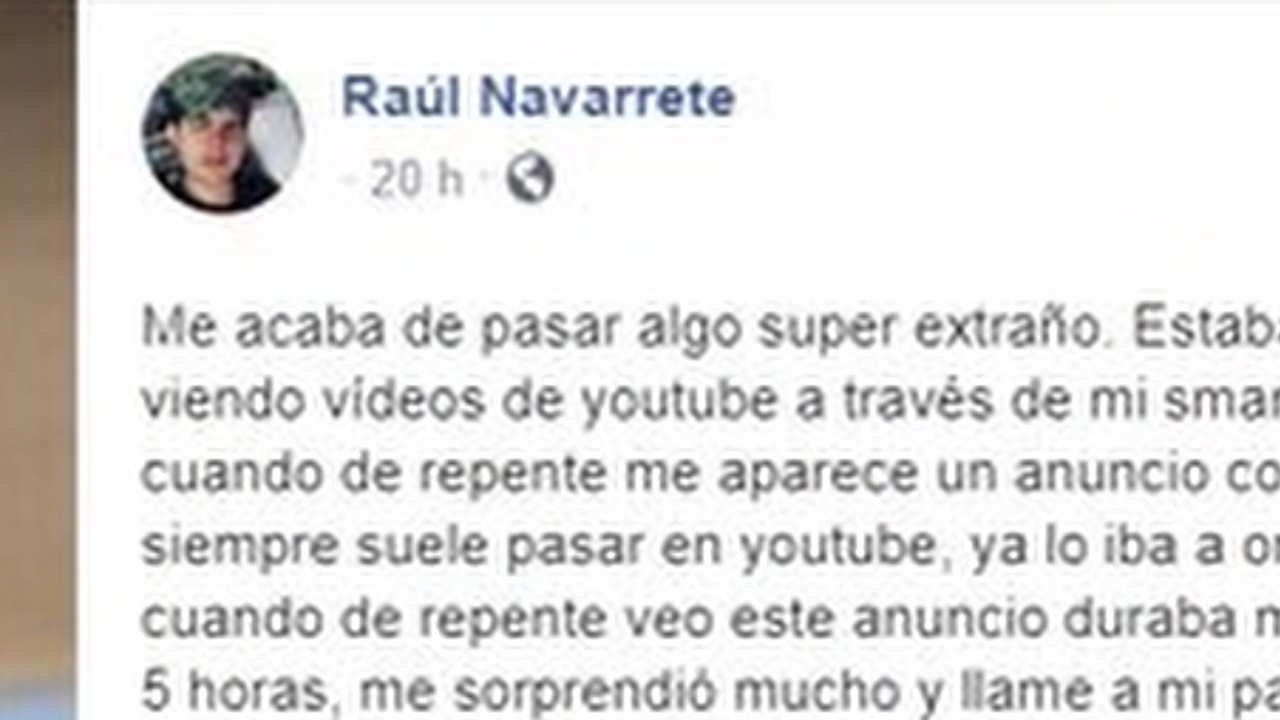 Raúl Navarrete
· 20 h ·
Me acaba de pasar algo super extraño. Estaba
viendo vídeos de youtube a través de mi
cuando de repente me aparece un anuncio
siempre suele pasar en youtube, ya lo iba a
cuando de repente veo este anuncio duraba
5 horas, me sorprendió mucho y llame a mi